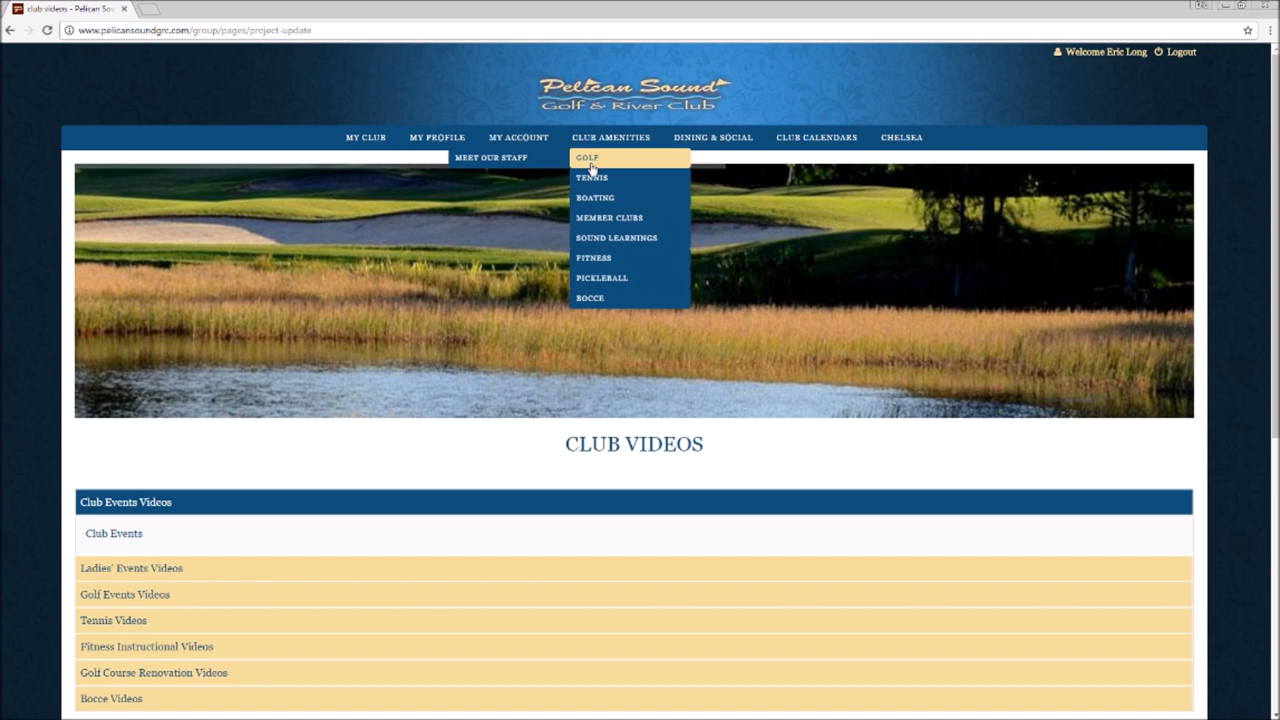 club videos - Pelican Sou
www.pelicansoundgrc.com/group/pages/project-update
Welcome Eric Long Logout
Pelican Sound
Golf & River Club
MY CLUB MY PROFILE MY ACCOUNT CLUB AMENITIES DINING & SOCIAL CLUB CALENDARS CHELSEA
MEET OUR STAFF
GOLF
TENNIS
BOATING
MEMBER CLUBS
SOUND LEARNINGS
FITNESS
PICKLEBALL
BOCCE
CLUB VIDEOS
Club Events Videos
Club Events
Ladies' Events Videos
Golf Events Videos
Tennis Videos
Fitness Instructional Videos
Golf Course Renovation Videos
Bocce Videos